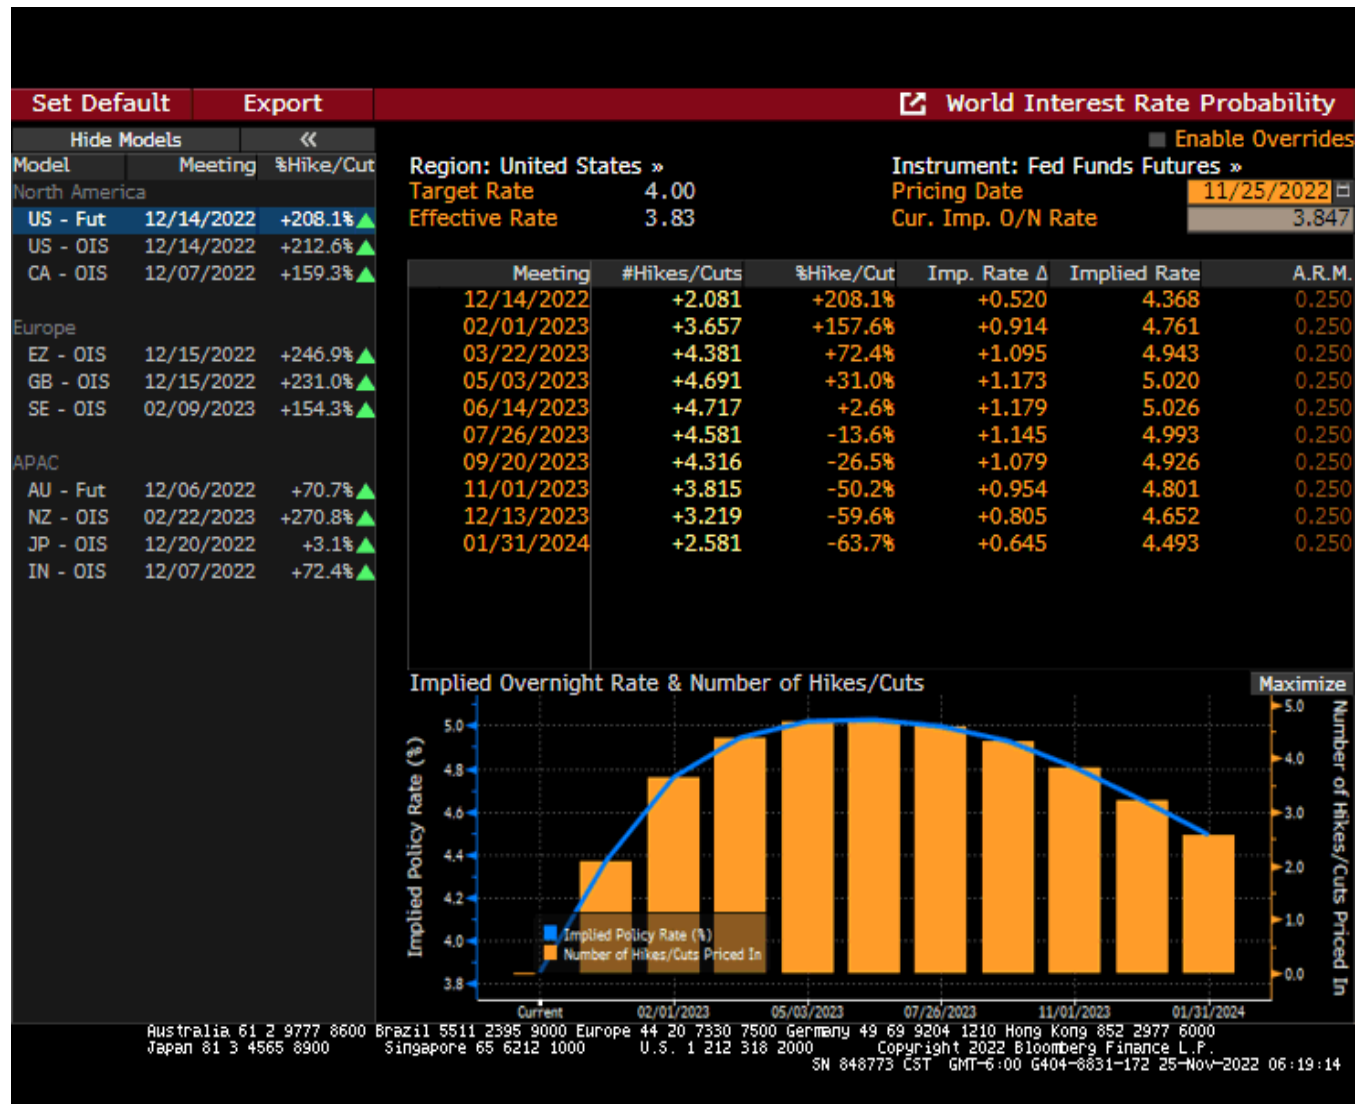 Set Default Export World Interest Rate Probability
Hide Models « Enable Overrides
Model Meeting %Hike/Cut
North America
US - Fut 12/14/2022 +208.1%
US - OIS 12/14/2022 +212.6%
CA - OIS 12/07/2022 +159.3%
Europe
EZ - OIS 12/15/2022 +246.9%
GB - OIS 12/15/2022 +231.0%
SE - OIS 02/09/2023 +154.3%
APAC
AU - Fut 12/06/2022 +70.7%
NZ - OIS 02/22/2023 +270.8%
JP - OIS 12/20/2022 +3.1%
IN - OIS 12/07/2022 +72.4%
Region: United States » Instrument: Fed Funds Futures »
Target Rate 4.00 Pricing Date 11/25/2022
Effective Rate 3.83 Cur. Imp. O/N Rate 3.847
Meeting #Hikes/Cuts %Hike/Cut Imp. Rate Δ Implied Rate A.R.M.
12/14/2022 +2.081 +208.1% +0.520 4.368 0.250
02/01/2023 +3.657 +157.6% +0.914 4.761 0.250
03/22/2023 +4.381 +72.4% +1.095 4.943 0.250
05/03/2023 +4.691 +31.0% +1.173 5.020 0.250
06/14/2023 +4.717 +2.6% +1.179 5.026 0.250
07/26/2023 +4.581 -13.6% +1.145 4.993 0.250
09/20/2023 +4.316 -26.5% +1.079 4.926 0.250
11/01/2023 +3.815 -50.2% +0.954 4.801 0.250
12/13/2023 +3.219 -59.6% +0.805 4.652 0.250
01/31/2024 +2.581 -63.7% +0.645 4.493 0.250
Implied Overnight Rate & Number of Hikes/Cuts Maximize
Implied Policy Rate (%)
5.0
4.8
4.6
4.4
4.2
4.0
3.8
Implied Policy Rate (%)
Number of Hikes/Cuts Priced In
5.0
4.0
3.0
2.0
1.0
0.0
Number of Hikes/Cuts Priced In
Current 02/01/2023 05/03/2023 07/26/2023 11/01/2023 01/31/2024
Australia 61 2 9777 8600 Brazil 5511 2395 9000 Europe 44 20 7330 7500 Germany 49 69 9204 1210 Hong Kong 852 2977 6000
Japan 81 3 4565 8900 Singapore 65 6212 1000 U.S. 1 212 318 2000 Copyright 2022 Bloomberg Finance L.P.
SN 848773 CST GMT-6:00 G404-8831-172 25-Nov-2022 06:19:14